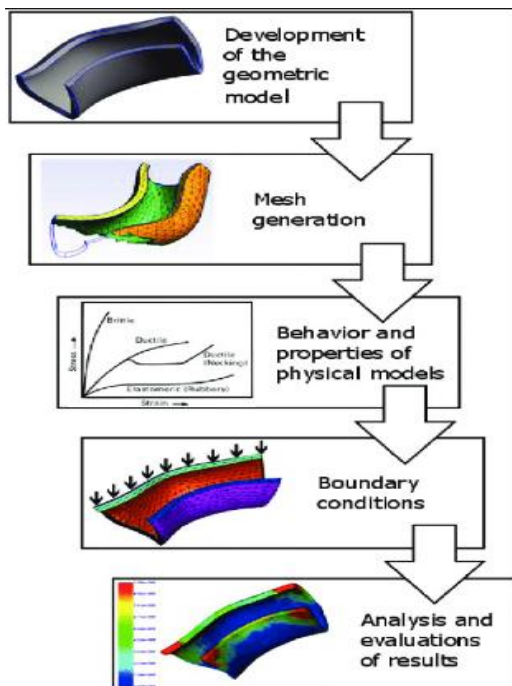 Development
of the
geometric
model
Mesh
generation
Brittle
Ductile
Ductile
(Necking)
Elastomeric (Rubbery)
Stress
Strain
Behavior and
properties of
physical models
Boundary
conditions
Analysis and
evaluations
of results